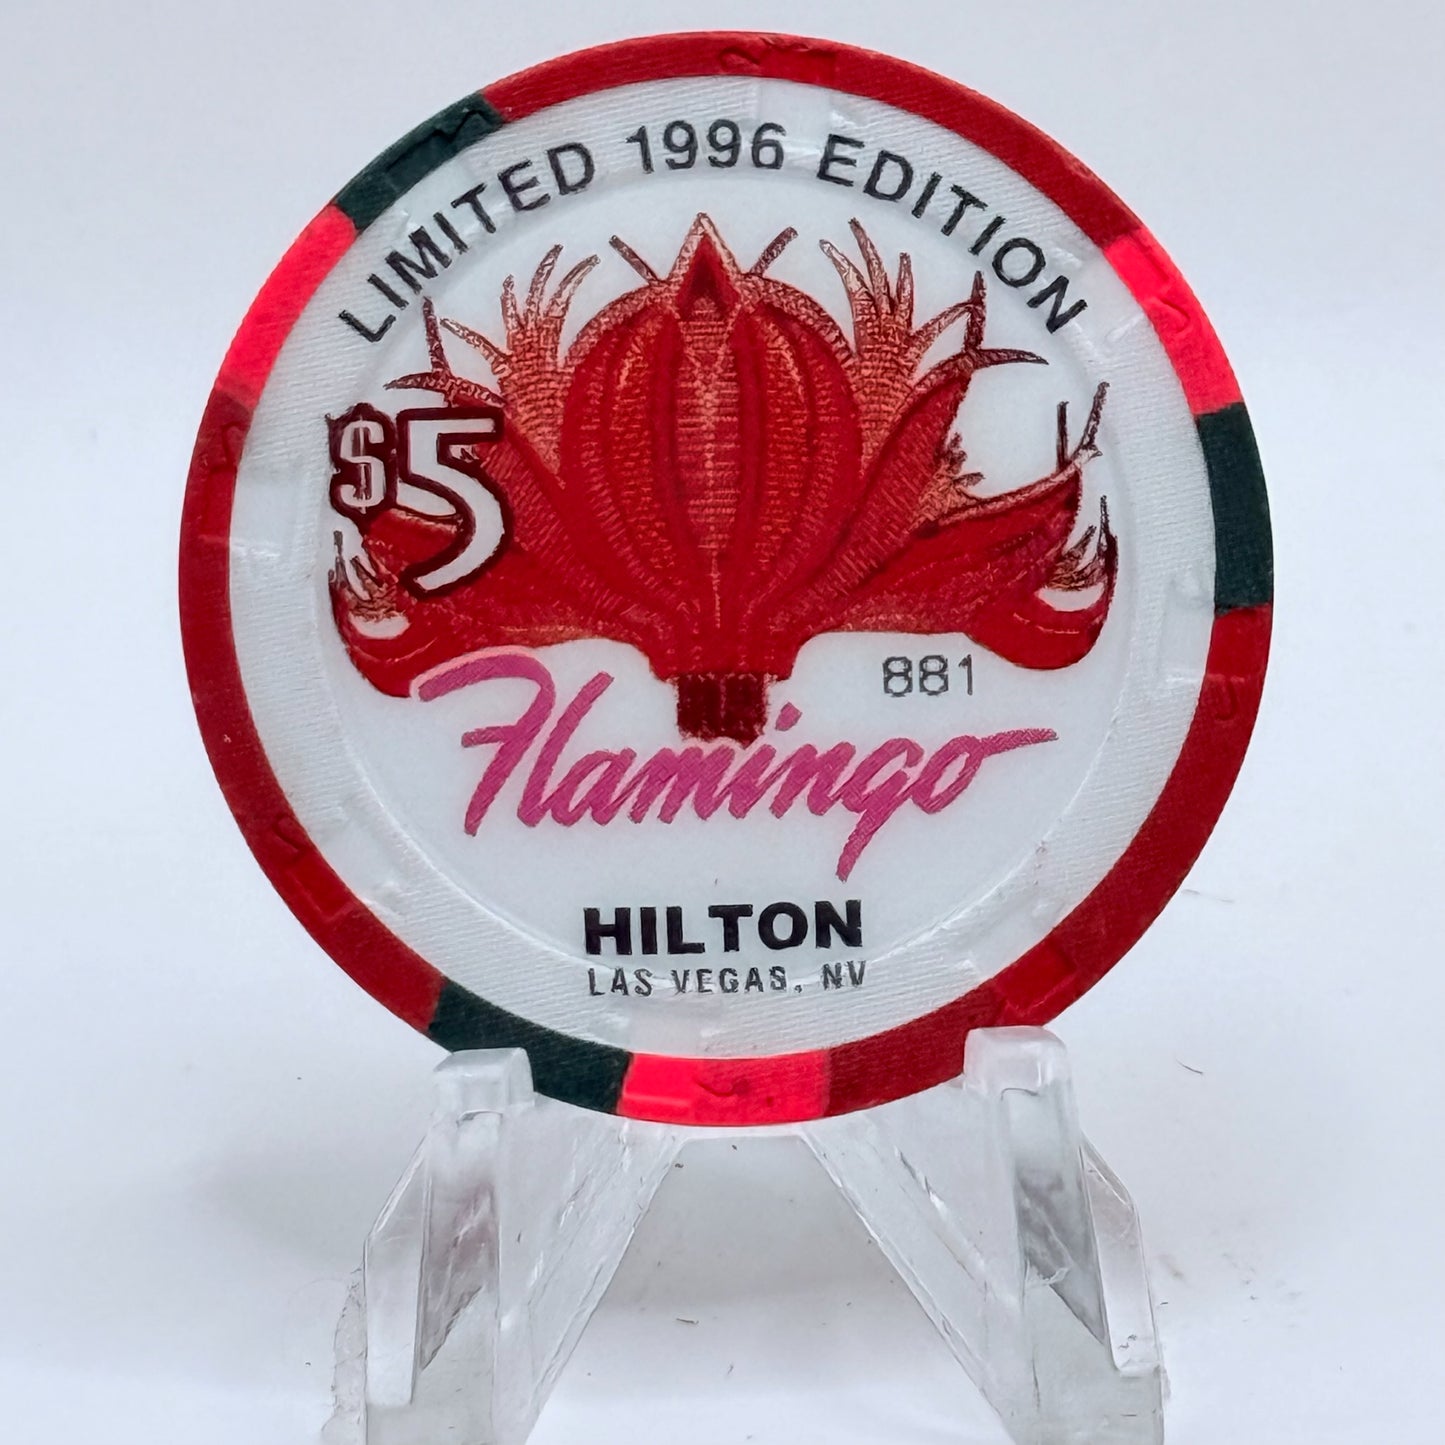 LIMITED 1996 EDITION
$5
881
Flamingo
HILTON
LAS VEGAS, NV